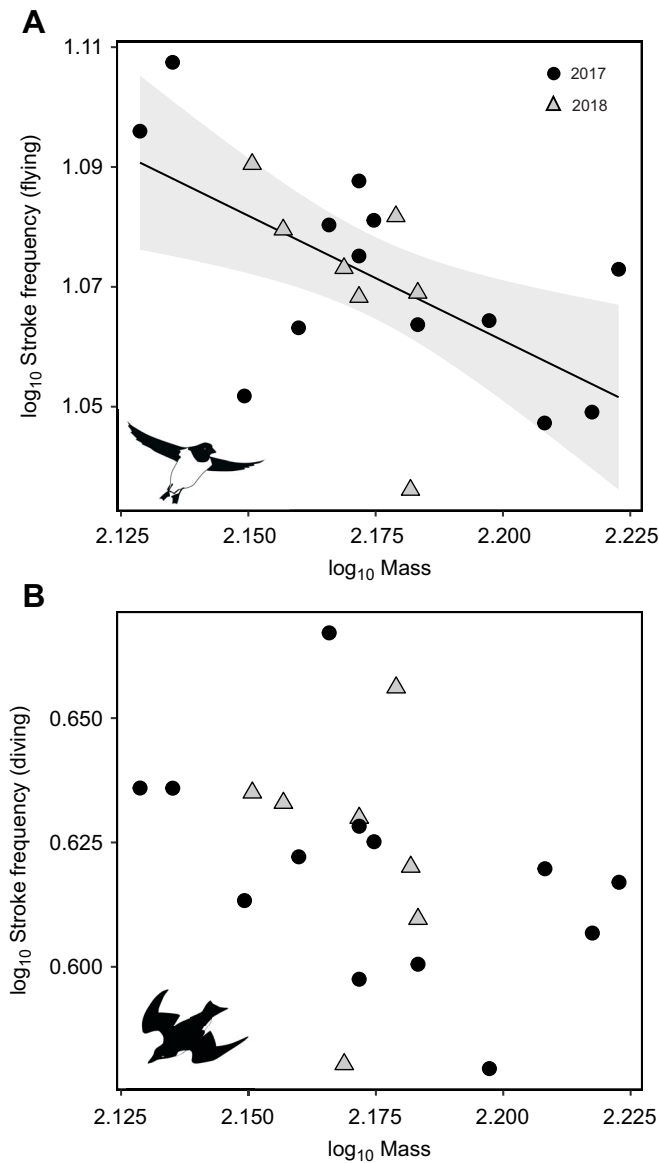 A
1.11
1.09
1.07
1.05
log₁₀ Stroke frequency (flying)
2017
2018
2.125 2.150 2.175 2.200 2.225
log₁₀ Mass
B
0.650
0.625
0.600
log₁₀ Stroke frequency (diving)
2.125 2.150 2.175 2.200 2.225
log₁₀ Mass